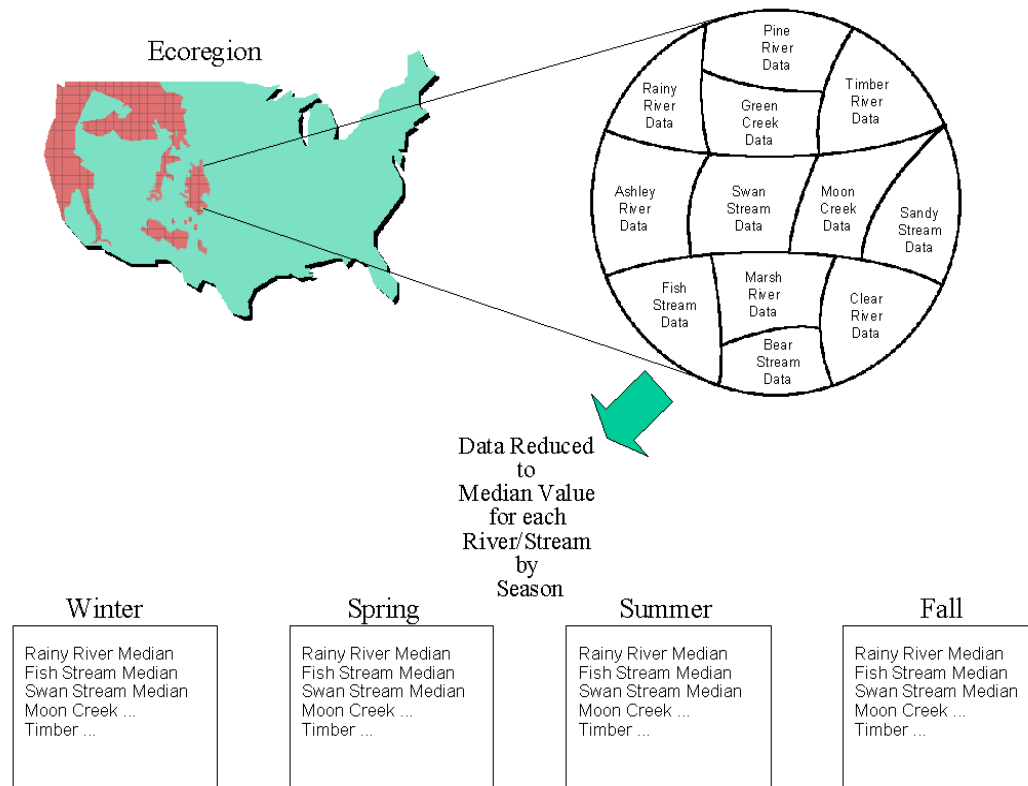 Ecoregion
Pine
River
Data
Rainy
River
Data
Green
Creek
Data
Timber
River
Data
Ashley
River
Data
Swan
Stream
Data
Moon
Creek
Data
Sandy
Stream
Data
Fish
Stream
Data
Marsh
River
Data
Clear
River
Data
Bear
Stream
Data
Data Reduced
to
Median Value
for each
River/Stream
by
Season
Winter
Rainy River Median
Fish Stream Median
Swan Stream Median
Moon Creek ...
Timber ...
Spring
Rainy River Median
Fish Stream Median
Swan Stream Median
Moon Creek ...
Timber ...
Summer
Rainy River Median
Fish Stream Median
Swan Stream Median
Moon Creek ...
Timber ...
Fall
Rainy River Median
Fish Stream Median
Swan Stream Median
Moon Creek ...
Timber ...